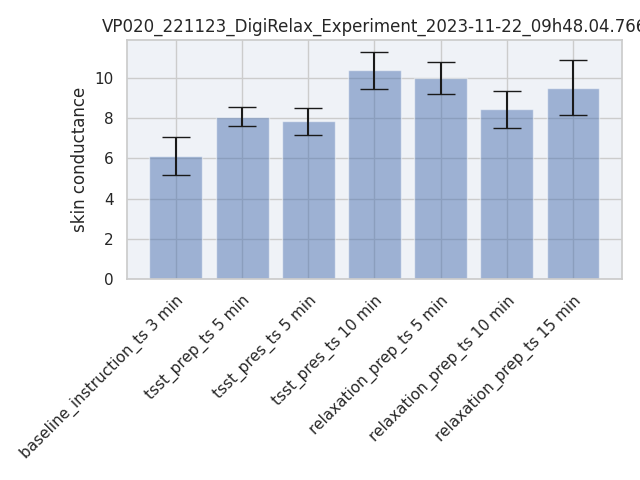 VP020_221123_DigiRelax_Experiment_2023-11-22_09h48.04.766
skin conductance
10
8
6
4
2
0
baseline_instruction_ts 3 min
tsst_prep_ts 5 min
tsst_pres_ts 5 min
tsst_pres_ts 10 min
relaxation_prep_ts 5 min
relaxation_prep_ts 10 min
relaxation_prep_ts 15 min